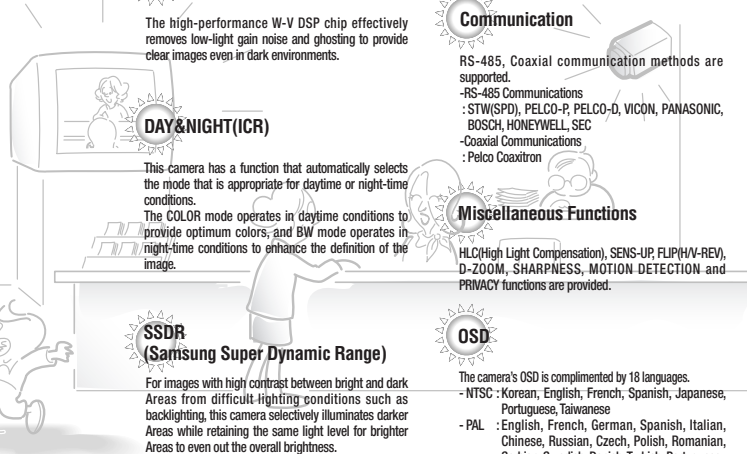 The high-performance W-V DSP chip effectively
removes low-light gain noise and ghosting to provide
clear images even in dark environments.
DAY&NIGHT(ICR)
This camera has a function that automatically selects
the mode that is appropriate for daytime or night-time
conditions.
The COLOR mode operates in daytime conditions to
provide optimum colors, and BW mode operates in
night-time conditions to enhance the definition of the
image.
SSDR
(Samsung Super Dynamic Range)
For images with high contrast between bright and dark
Areas from difficult lighting conditions such as
backlighting, this camera selectively illuminates darker
Areas while retaining the same light level for brighter
Areas to even out the overall brightness.
Communication
RS-485, Coaxial communication methods are
supported.
-RS-485 Communications
: STW(SPD), PELCO-P, PELCO-D, VICON, PANASONIC,
BOSCH, HONEYWELL, SEC
-Coaxial Communications
: Pelco Coaxitron
Miscellaneous Functions
HLC(High Light Compensation), SENS-UP, FLIP(H/V-REV),
D-ZOOM, SHARPNESS, MOTION DETECTION and
PRIVACY functions are provided.
OSD
The camera's OSD is complimented by 18 languages.
- NTSC : Korean, English, French, Spanish, Japanese,
Portuguese, Taiwanese
- PAL : English, French, German, Spanish, Italian,
Chinese, Russian, Czech, Polish, Romanian,